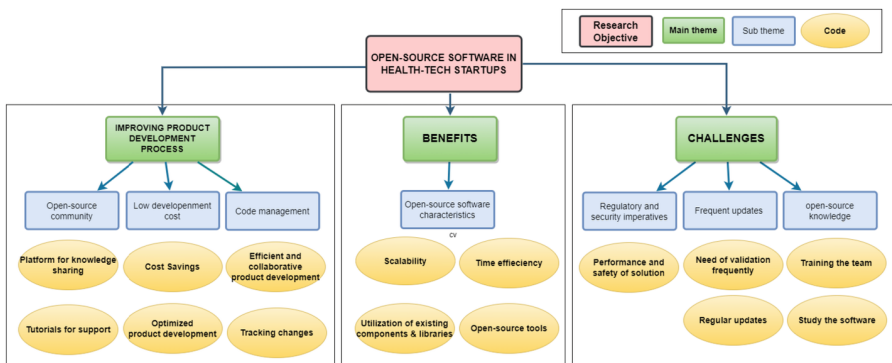 Research
Objective
Main theme
Sub theme
Code
OPEN-SOURCE SOFTWARE IN
HEALTH-TECH STARTUPS
IMPROVING PRODUCT
DEVELOPMENT
PROCESS
Open-source
community
Low developenment
cost
Code management
Platform for knowledge
sharing
Cost Savings
Efficient and
collaborative
product development
Tutorials for support
Optimized
product development
Tracking changes
BENEFITS
Open-source software
characteristics
cv
Scalability
Time effieciency
Utilization of existing
components & libraries
Open-source tools
CHALLENGES
Regulatory and
security imperatives
Frequent updates
open-source
knowledge
Performance and
safety of solution
Need of validation
frequently
Training the team
Regular updates
Study the software